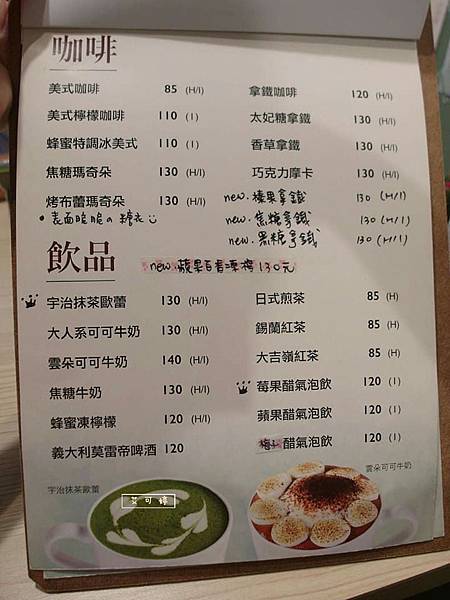 咖啡
美式咖啡 85 (H/I)
美式檸檬咖啡 110 (I)
蜂蜜特調冰美式 110 (I)
焦糖瑪奇朵 130 (H/I)
烤布蕾瑪奇朵 130 (H/I)
表面脆脆的糖衣
拿鐵咖啡 120 (H/I)
太妃糖拿鐵 130 (H/I)
香草拿鐵 130 (H/I)
巧克力摩卡 130 (H/I)
new. 榛果拿鐵 130 (H/I)
new. 焦糖拿鐵 130 (H/I)
new. 黑糖拿鐵 130 (H/I)
飲品
new. 蘋果百香 130元
宇治抹茶歐蕾 130 (H/I)
大人系可可牛奶 130 (H/I)
雲朵可可牛奶 140 (H/I)
焦糖牛奶 130 (H/I)
蜂蜜凍檸檬 120 (H/I)
義大利莫雷帝啤酒 120
日式煎茶 85 (H)
錫蘭紅茶 85 (H)
大吉嶺紅茶 85 (H)
莓果醋氣泡飲 120 (I)
蘋果醋氣泡飲 120 (I)
醋氣泡飲 120 (I)
宇治抹茶歐蕾
雲朵可可牛奶